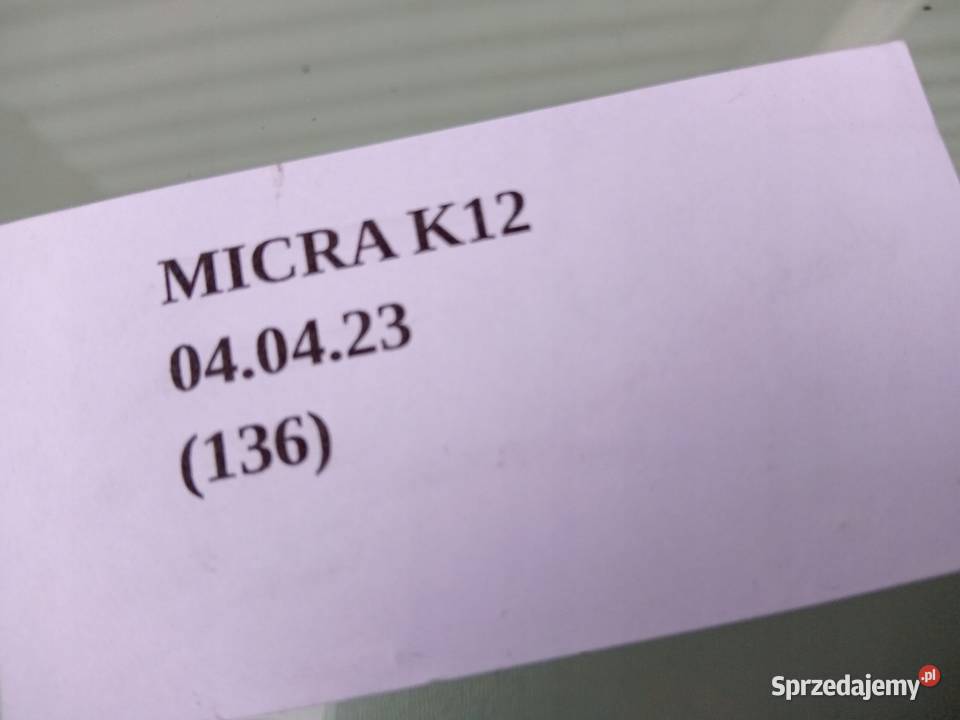 MICRA K12
04.04.23
(136)
Sprzedajemy.pl